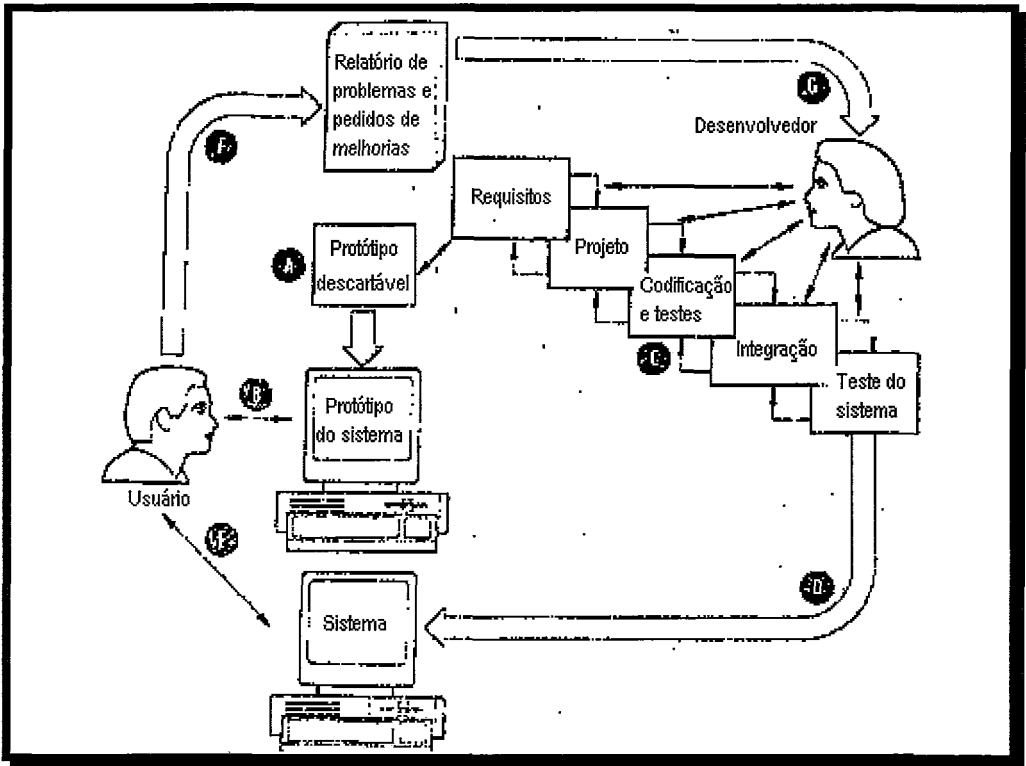 Relatório de
problemas e
pedidos de
melhorias
G
Desenvolvedor
F
Requisitos
Projeto
A
Protótipo
descartável
Codificação
e testes
C
Integração
Teste do
sistema
B
Protótipo
do sistema
Usuário
D
Sistema